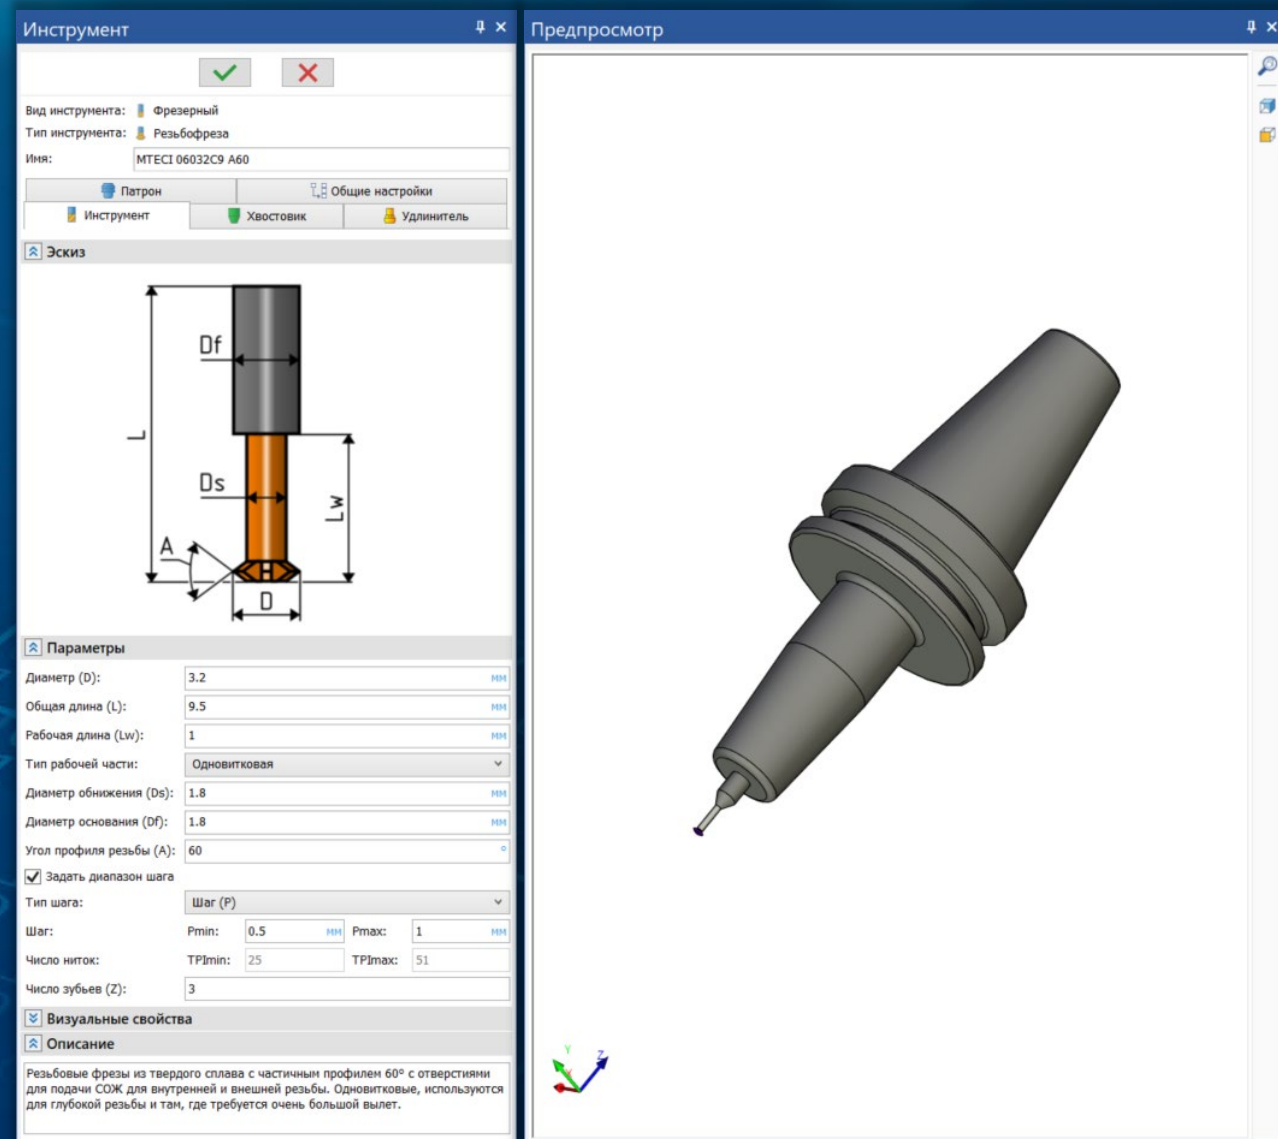 Инструмент
Вид инструмента: Фрезерный
Тип инструмента: Резьбофреза
Имя: MTECI 06032C9 A60
Патрон Общие настройки
Инструмент Хвостовик Удлинитель
Эскиз
Df
L
Ds
Lw
A
D
Параметры
Диаметр (D): 3.2 мм
Общая длина (L): 9.5 мм
Рабочая длина (Lw): 1 мм
Тип рабочей части: Одновитковая
Диаметр обнижения (Ds): 1.8 мм
Диаметр основания (Df): 1.8 мм
Угол профиля резьбы (A): 60 °
Задать диапазон шага
Тип шага: Шаг (P)
Шаг: Pmin: 0.5 мм Pmax: 1 мм
Число ниток: TPImin: 25 TPImax: 51
Число зубьев (Z): 3
Визуальные свойства
Описание
Резьбовые фрезы из твердого сплава с частичным профилем 60º с отверстиями
для подачи СОЖ для внутренней и внешней резьбы. Одновитковые, используются
для глубокой резьбы и там, где требуется очень большой вылет.
Предпросмотр
Y
Z
X